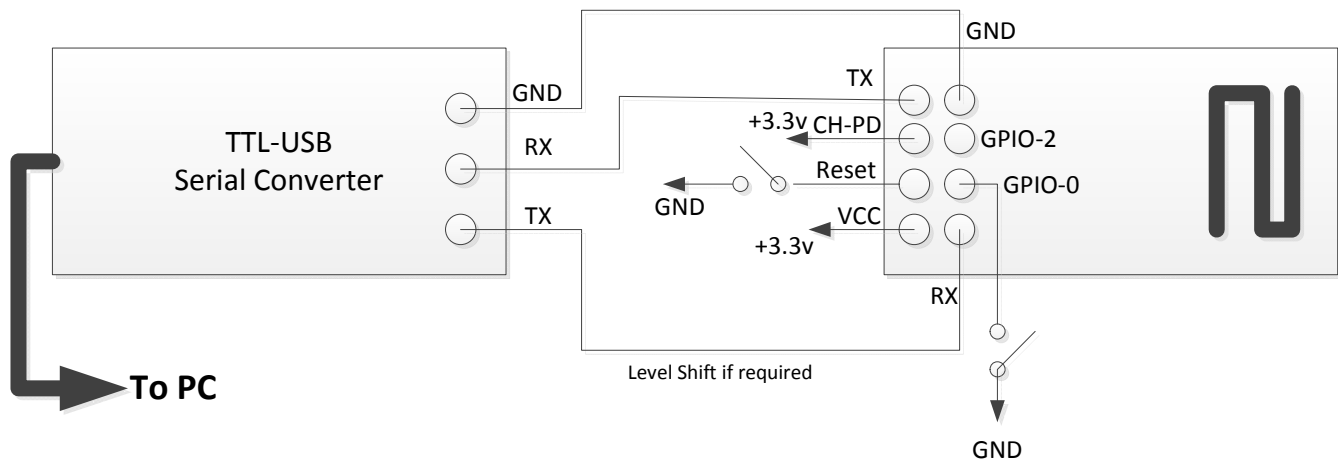 GND
TX
GND
+3.3v
CH-PD
GPIO-2
TTL-USB
Serial Converter
RX
Reset
GPIO-0
GND
TX
VCC
+3.3v
RX
Level Shift if required
To PC
GND